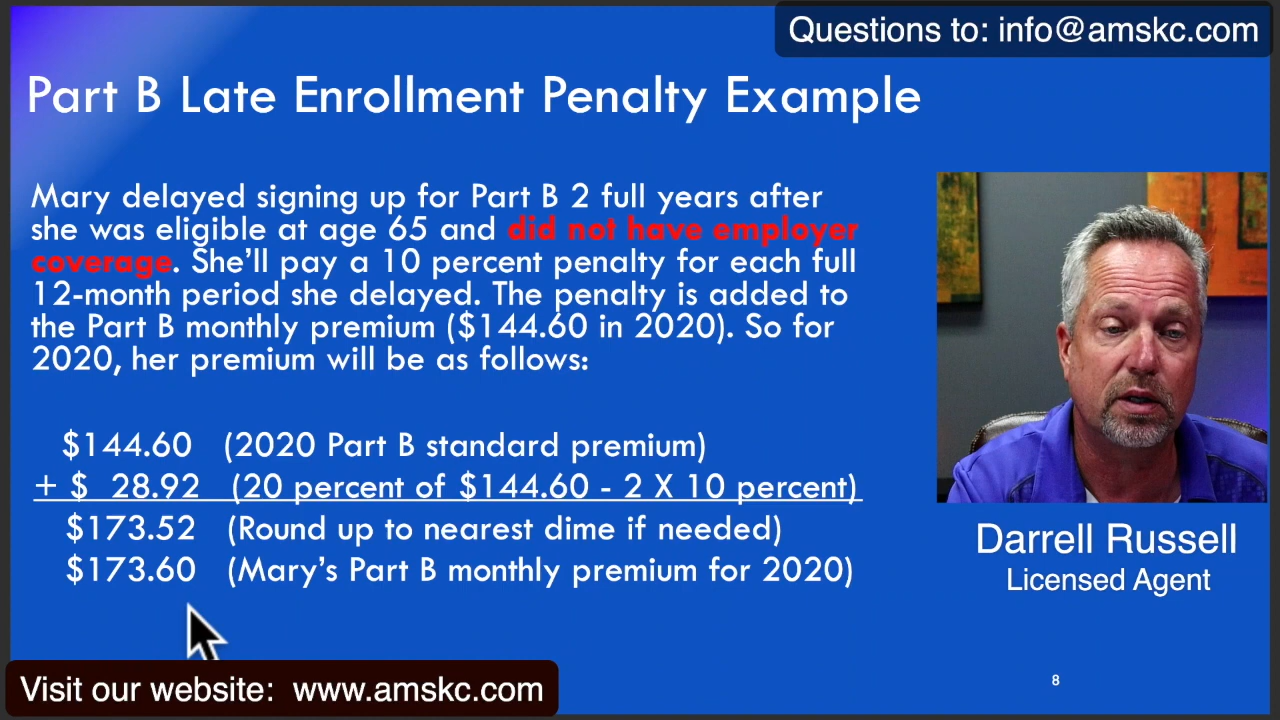 Questions to: info@amskc.com
Part B Late Enrollment Penalty Example
Mary delayed signing up for Part B 2 full years after
she was eligible at age 65 and did not have employer
coverage. She'll pay a 10 percent penalty for each full
12-month period she delayed. The penalty is added to
the Part B monthly premium ($144.60 in 2020). So for
2020, her premium will be as follows:
$144.60 (2020 Part B standard premium)
+ $ 28.92 (20 percent of $144.60 - 2 X 10 percent)
$173.52 (Round up to nearest dime if needed)
$173.60 (Mary's Part B monthly premium for 2020)
Darrell Russell
Licensed Agent
Visit our website: www.amskc.com
8